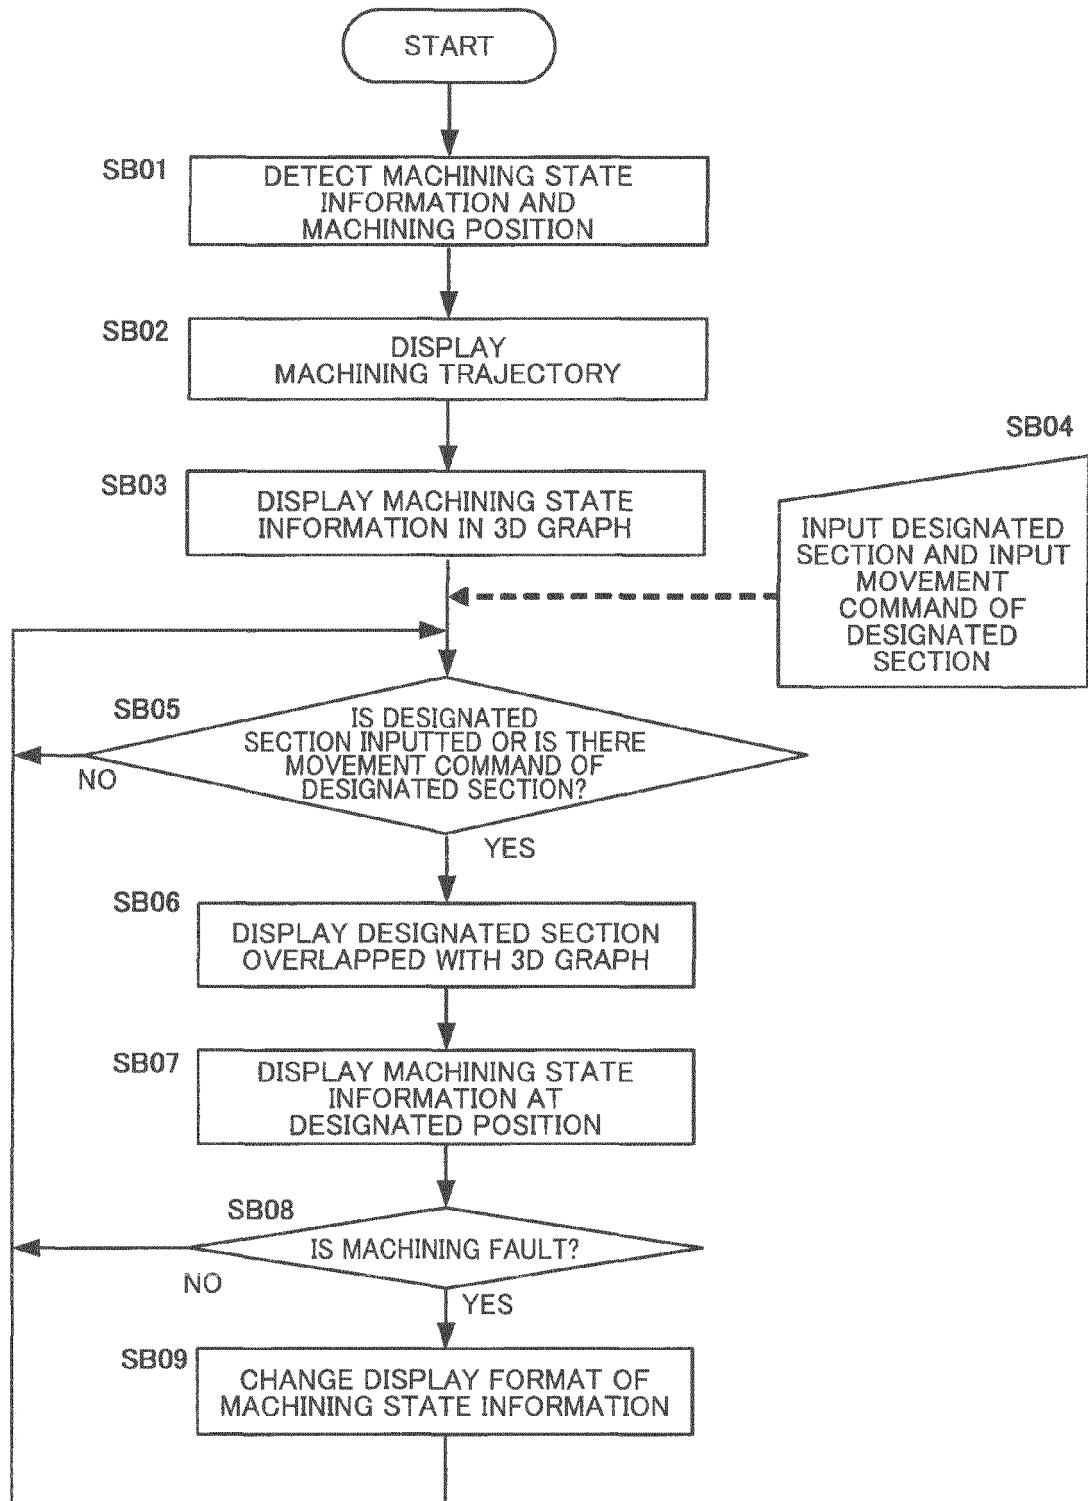 START
SB01
DETECT MACHINING STATE
INFORMATION AND
MACHINING POSITION
SB02
DISPLAY
MACHINING TRAJECTORY
SB03
DISPLAY MACHINING STATE
INFORMATION IN 3D GRAPH
SB04
INPUT DESIGNATED
SECTION AND INPUT
MOVEMENT
COMMAND OF
DESIGNATED
SECTION
SB05
IS DESIGNATED
SECTION INPUTTED OR IS THERE
MOVEMENT COMMAND OF
DESIGNATED SECTION?
NO
YES
SB06
DISPLAY DESIGNATED SECTION
OVERLAPPED WITH 3D GRAPH
SB07
DISPLAY MACHINING STATE
INFORMATION AT
DESIGNATED POSITION
SB08
IS MACHINING FAULT?
NO
YES
SB09
CHANGE DISPLAY FORMAT OF
MACHINING STATE INFORMATION